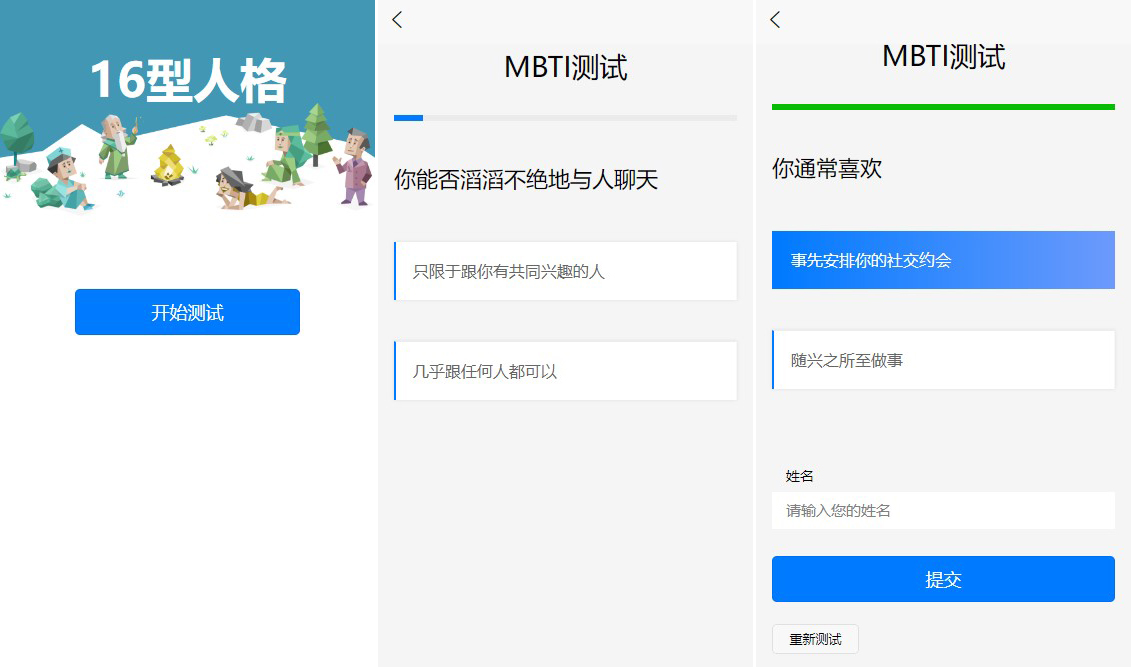 16型人格
开始测试
MBTI测试
你能否滔滔不绝地与人聊天
只限于跟你有共同兴趣的人
几乎跟任何人都可以
MBTI测试
你通常喜欢
事先安排你的社交约会
随兴之所至做事
姓名
请输入您的姓名
提交
重新测试